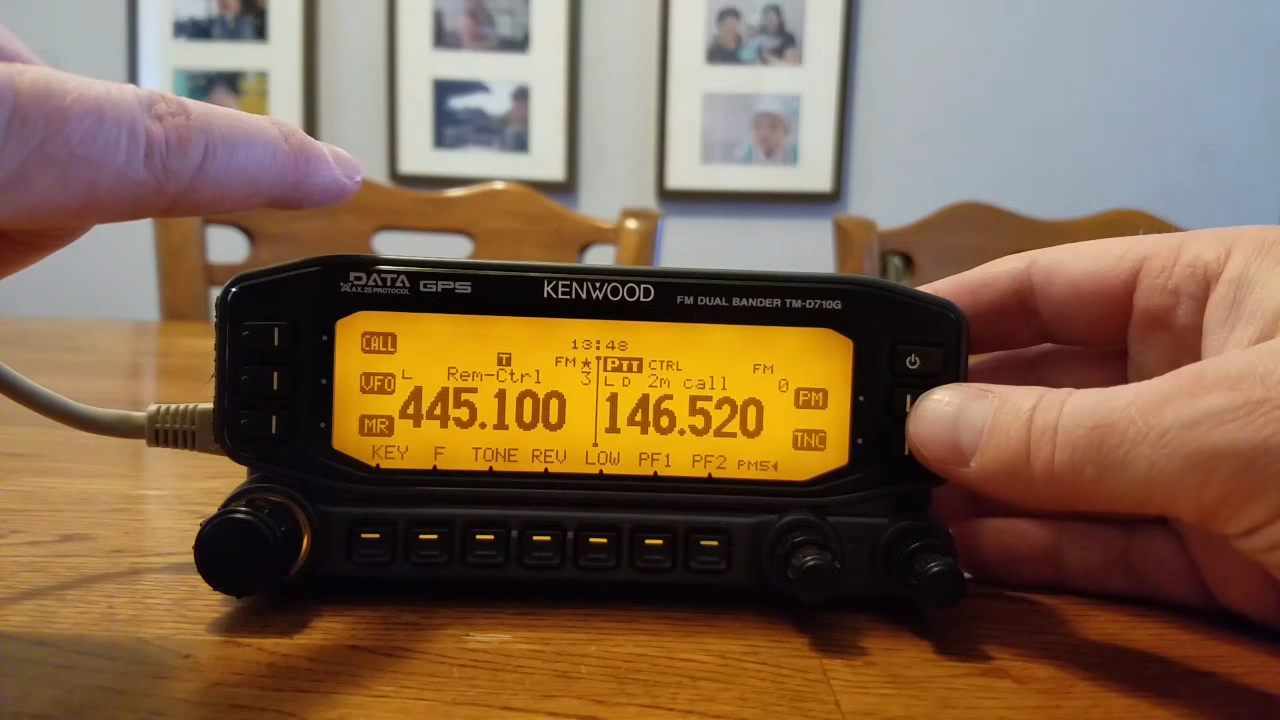 DATA GPS KENWOOD FM DUAL BANDER TM-D710G
AX.25 PROTOCOL
CALL 13:48
T FM ★ PTT CTRL FM
VFO L Rem-Ctrl 3 L D 2m call 0 PM
MR 445.100 146.520 TNC
KEY F TONE REV LOW PF1 PF2 PM5◀